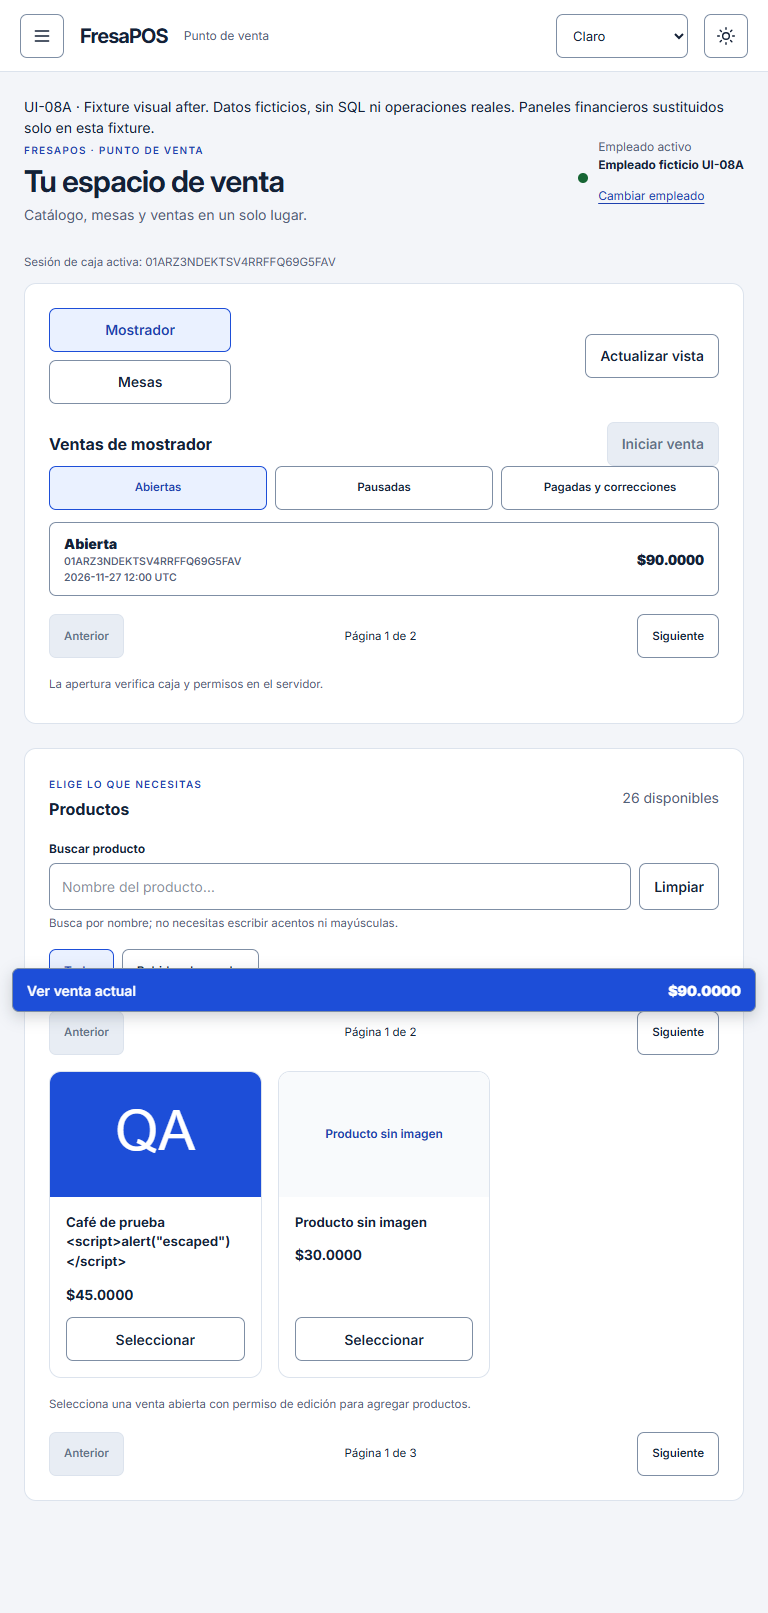 FresaPOS
Punto de venta
Claro
UI-08A · Fixture visual after. Datos ficticios, sin SQL ni operaciones reales. Paneles financieros sustituidos
solo en esta fixture.
FRESAPOS · PUNTO DE VENTA
Tu espacio de venta
Catálogo, mesas y ventas en un solo lugar.
Empleado activo
Empleado ficticio UI-08A
Cambiar empleado
Sesión de caja activa: 01ARZ3NDEKTSV4RRFFQ69G5FAV
Mostrador
Mesas
Actualizar vista
Ventas de mostrador
Iniciar venta
Abiertas
Pausadas
Pagadas y correcciones
Abierta
01ARZ3NDEKTSV4RRFFQ69G5FAV
2026-11-27 12:00 UTC
$90.0000
Anterior
Página 1 de 2
Siguiente
La apertura verifica caja y permisos en el servidor.
ELIGE LO QUE NECESITAS
Productos
26 disponibles
Buscar producto
Nombre del producto...
Limpiar
Busca por nombre; no necesitas escribir acentos ni mayúsculas.
Ver venta actual
$90.0000
Anterior
Página 1 de 2
Siguiente
QA
Café de prueba
<script>alert("escaped")
</script>
$45.0000
Seleccionar
Producto sin imagen
Producto sin imagen
$30.0000
Seleccionar
Selecciona una venta abierta con permiso de edición para agregar productos.
Anterior
Página 1 de 3
Siguiente